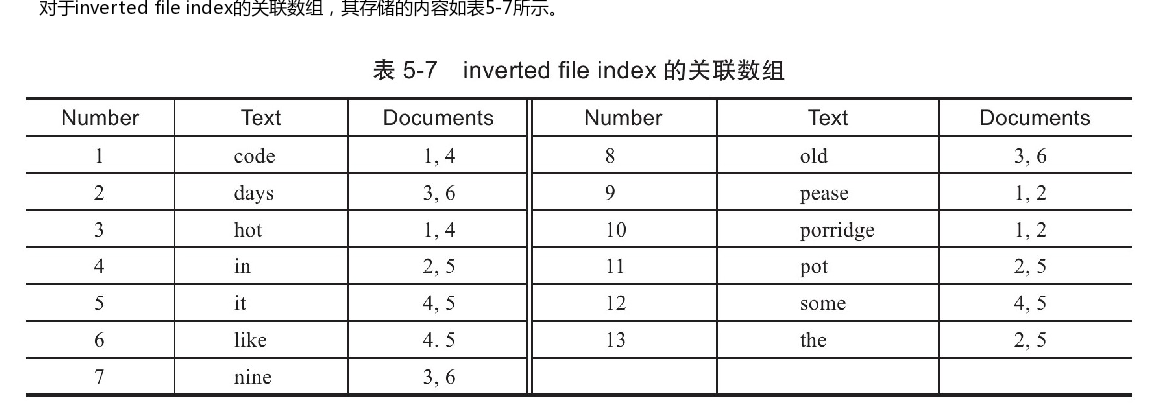 对于inverted file index的关联数组，其存储的内容如表5-7所示。
表 5-7 inverted file index 的关联数组
Number Text Documents Number Text Documents
1 code 1, 4 8 old 3, 6
2 days 3, 6 9 pease 1, 2
3 hot 1, 4 10 porridge 1, 2
4 in 2, 5 11 pot 2, 5
5 it 4, 5 12 some 4, 5
6 like 4. 5 13 the 2, 5
7 nine 3, 6